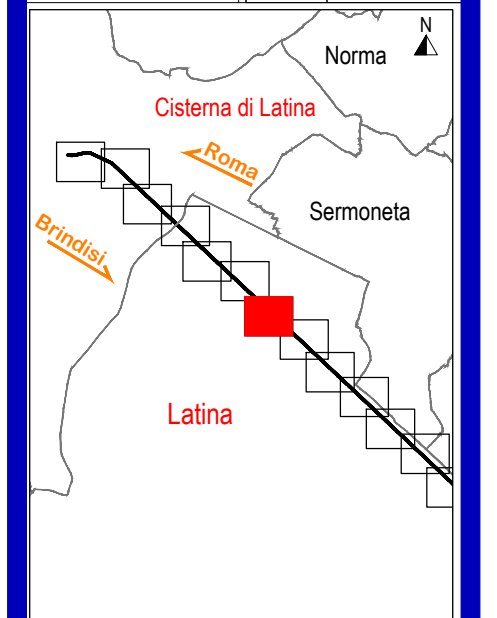 N
Norma
Cisterna di Latina
Roma
Sermoneta
Brindisi
Latina